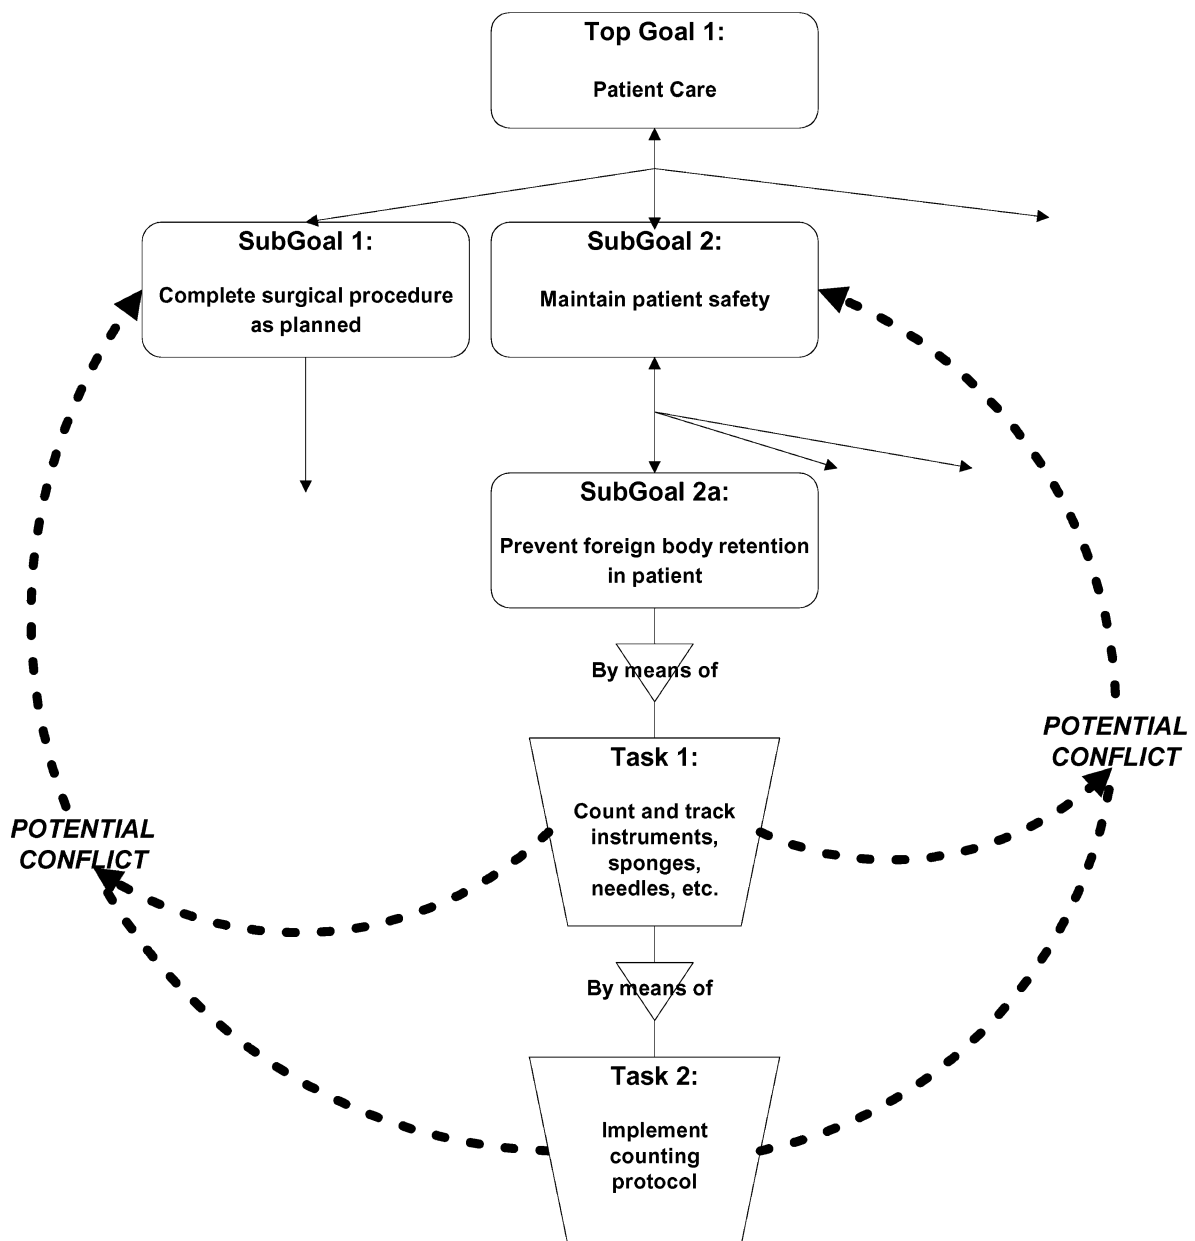 Top Goal 1:
Patient Care
SubGoal 1:
Complete surgical procedure
as planned
SubGoal 2:
Maintain patient safety
SubGoal 2a:
Prevent foreign body retention
in patient
By means of
POTENTIAL
CONFLICT
Task 1:
Count and track
instruments,
sponges,
needles, etc.
POTENTIAL
CONFLICT
By means of
Task 2:
Implement
counting
protocol